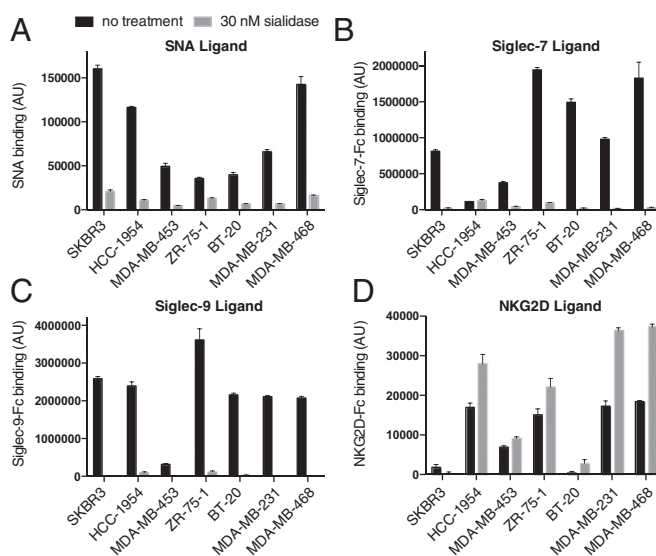 no treatment 30 nM sialidase
A
SNA Ligand
SNA binding (AU)
150000
100000
50000
0
SKBR3
HCC-1954
MDA-MB-453
ZR-75-1
BT-20
MDA-MB-231
MDA-MB-468
B
Siglec-7 Ligand
Siglec-7-Fc binding (AU)
2000000
1500000
1000000
500000
0
SKBR3
HCC-1954
MDA-MB-453
ZR-75-1
BT-20
MDA-MB-231
MDA-MB-468
C
Siglec-9 Ligand
Siglec-9-Fc binding (AU)
4000000
3000000
2000000
1000000
0
SKBR3
HCC-1954
MDA-MB-453
ZR-75-1
BT-20
MDA-MB-231
MDA-MB-468
D
NKG2D Ligand
NKG2D-Fc binding (AU)
40000
30000
20000
10000
0
SKBR3
HCC-1954
MDA-MB-453
ZR-75-1
BT-20
MDA-MB-231
MDA-MB-468